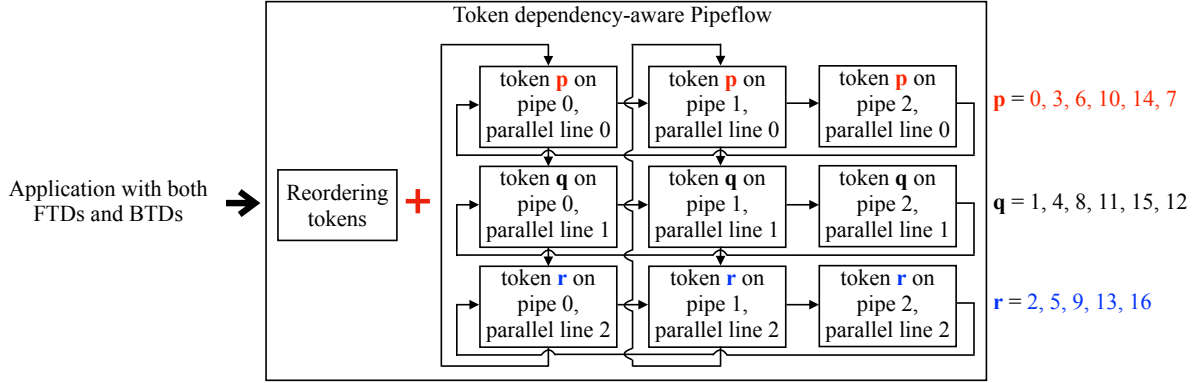 Token dependency-aware Pipeflow
Application with both
FTDs and BTDs
Reordering
tokens
+
token p on
pipe 0,
parallel line 0
token p on
pipe 1,
parallel line 0
token p on
pipe 2,
parallel line 0
p = 0, 3, 6, 10, 14, 7
token q on
pipe 0,
parallel line 1
token q on
pipe 1,
parallel line 1
token q on
pipe 2,
parallel line 1
q = 1, 4, 8, 11, 15, 12
token r on
pipe 0,
parallel line 2
token r on
pipe 1,
parallel line 2
token r on
pipe 2,
parallel line 2
r = 2, 5, 9, 13, 16